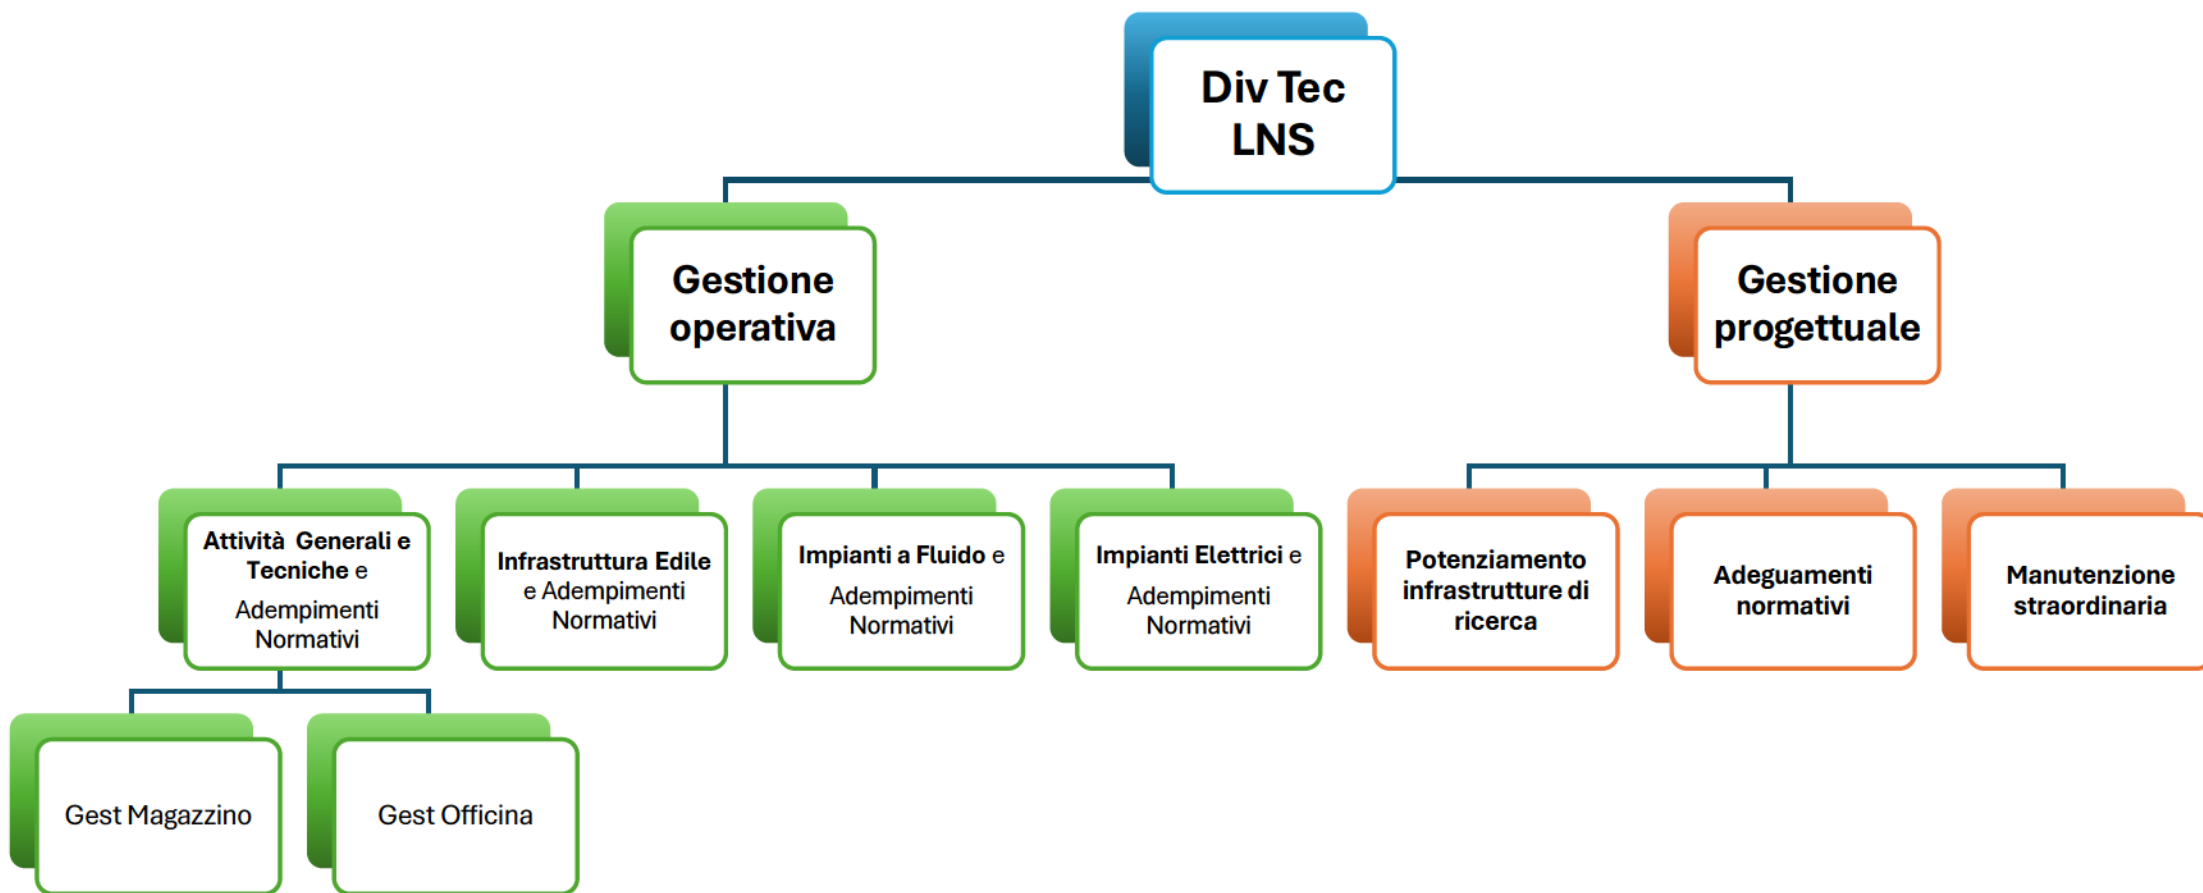 Div Tec
LNS
Gestione
operativa
Gestione
progettuale
Attività  Generali e
Tecniche e
Adempimenti
Normativi
Infrastruttura Edile
e Adempimenti
Normativi
Impianti a Fluido e
Adempimenti
Normativi
Impianti Elettrici e
Adempimenti
Normativi
Potenziamento
infrastrutture di
ricerca
Adeguamenti
normativi
Manutenzione
straordinaria
Gest Magazzino
Gest Officina